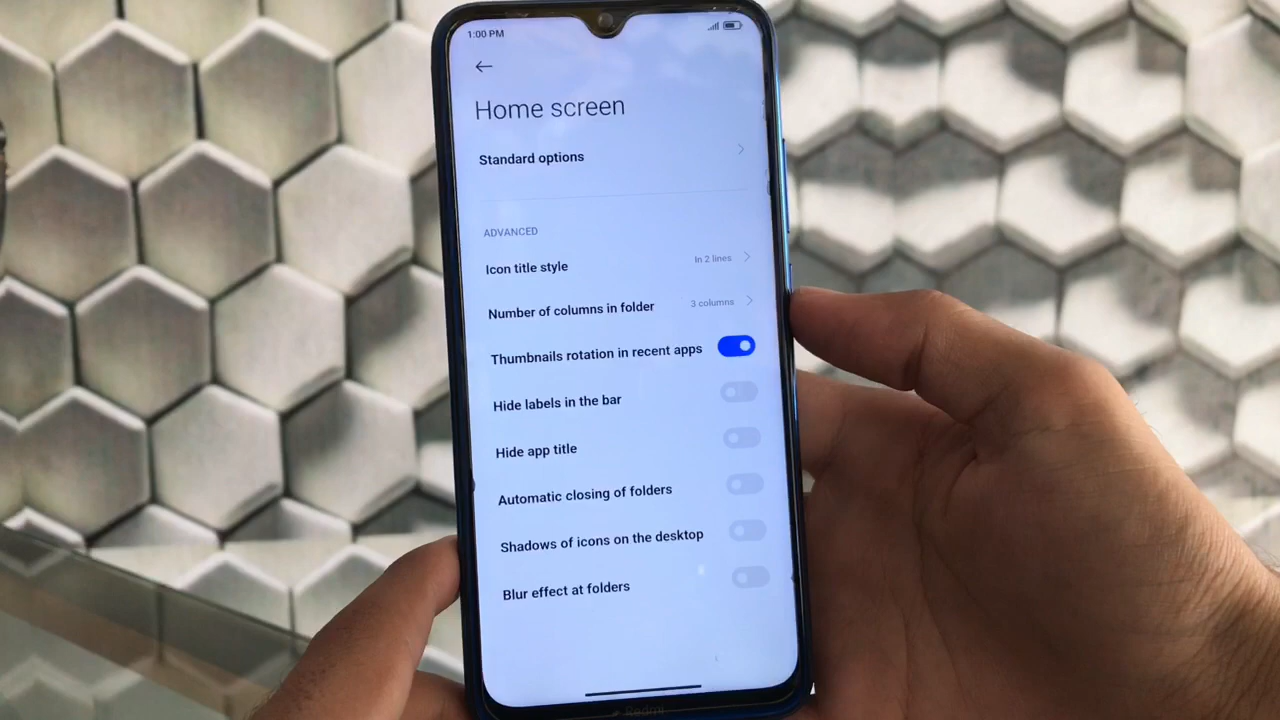 1:00 PM
Home screen
Standard options
ADVANCED
Icon title style
In 2 lines
Number of columns in folder
3 columns
Thumbnails rotation in recent apps
Hide labels in the bar
Hide app title
Automatic closing of folders
Shadows of icons on the desktop
Blur effect at folders
Redmi